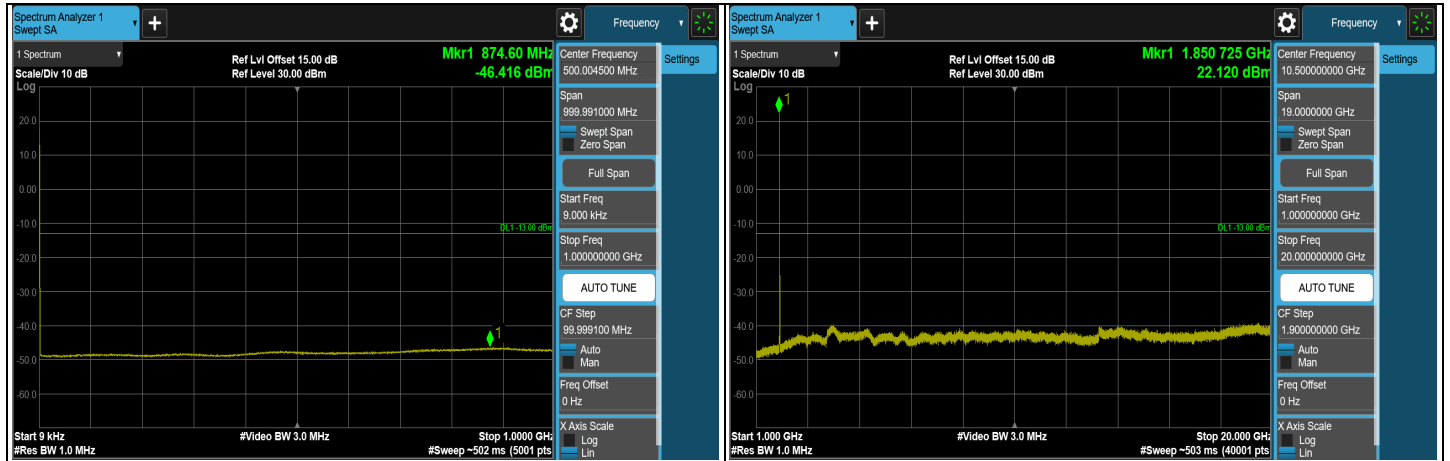 Spectrum Analyzer 1
Swept SA
+
Frequency
1 Spectrum
Ref Lvl Offset 15.00 dB
Mkr1 874.60 MHz
Scale/Div 10 dB
Ref Level 30.00 dBm
-46.416 dBm
Log
20.0
10.0
0.00
-10.0
DL1 -13.00 dBm
-20.0
-30.0
-40.0
1
-50.0
-60.0
Start 9 kHz
#Video BW 3.0 MHz
Stop 1.0000 GHz
#Res BW 1.0 MHz
#Sweep ~502 ms (5001 pts
Center Frequency
500.004500 MHz
Settings
Span
999.991000 MHz
Swept Span
Zero Span
Full Span
Start Freq
9.000 kHz
Stop Freq
1.000000000 GHz
AUTO TUNE
CF Step
99.999100 MHz
Auto
Man
Freq Offset
0 Hz
X Axis Scale
Log
Lin
Spectrum Analyzer 1
Swept SA
+
Frequency
1 Spectrum
Ref Lvl Offset 15.00 dB
Mkr1 1.850 725 GHz
Scale/Div 10 dB
Ref Level 30.00 dBm
22.120 dBm
Log
1
20.0
10.0
0.00
-10.0
DL1 -13.00 dBm
-20.0
-30.0
-40.0
-50.0
-60.0
Start 1.000 GHz
#Video BW 3.0 MHz
Stop 20.000 GHz
#Res BW 1.0 MHz
#Sweep ~503 ms (40001 pts
Center Frequency
10.500000000 GHz
Settings
Span
19.0000000 GHz
Swept Span
Zero Span
Full Span
Start Freq
1.000000000 GHz
Stop Freq
20.000000000 GHz
AUTO TUNE
CF Step
1.900000000 GHz
Auto
Man
Freq Offset
0 Hz
X Axis Scale
Log
Lin